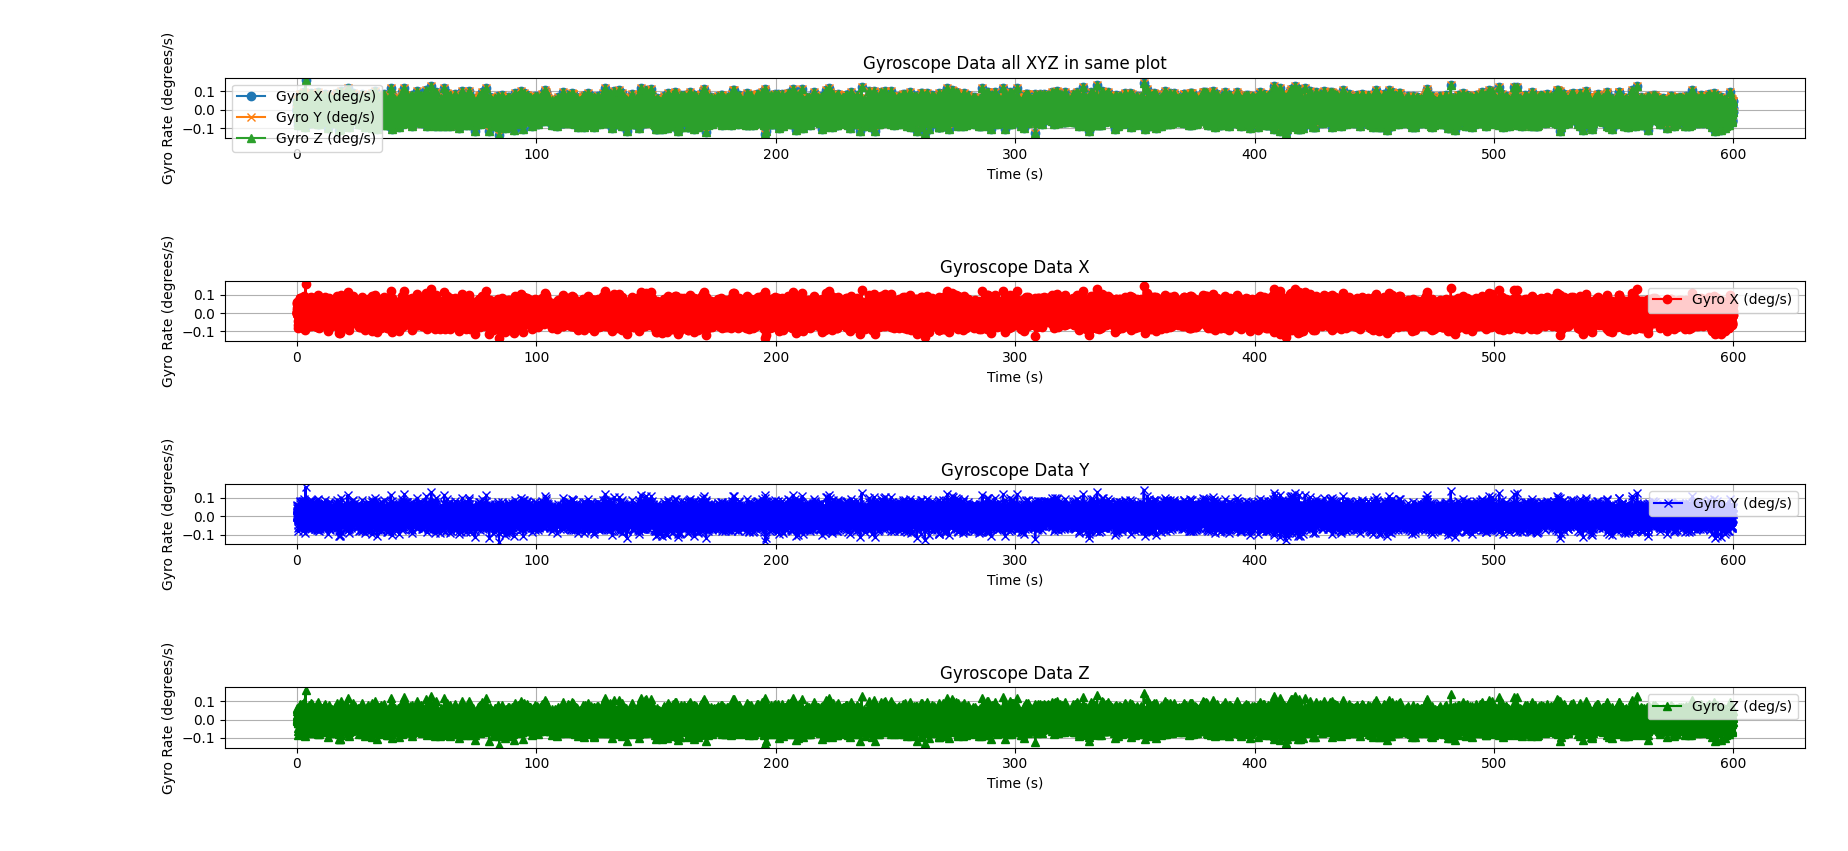 Gyroscope Data all XYZ in same plot
Gyro Rate (degrees/s)
0.1
0.0
−0.1
Gyro X (deg/s)
Gyro Y (deg/s)
Gyro Z (deg/s)
0 100 200 300 400 500 600
Time (s)
Gyroscope Data X
Gyro Rate (degrees/s)
0.1
0.0
−0.1
Gyro X (deg/s)
0 100 200 300 400 500 600
Time (s)
Gyroscope Data Y
Gyro Rate (degrees/s)
0.1
0.0
−0.1
Gyro Y (deg/s)
0 100 200 300 400 500 600
Time (s)
Gyroscope Data Z
Gyro Rate (degrees/s)
0.1
0.0
−0.1
Gyro Z (deg/s)
0 100 200 300 400 500 600
Time (s)